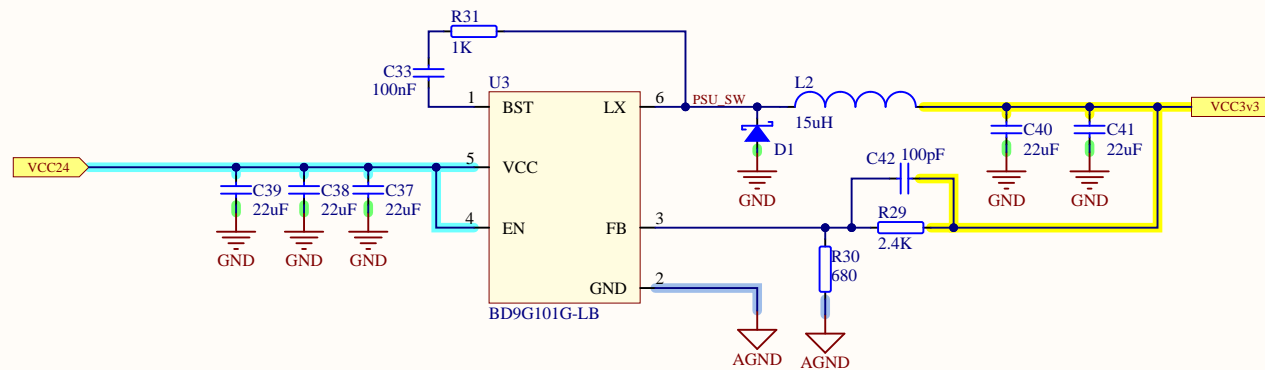 R31
1K
C33
100nF
U3
1 BST LX 6
PSU_SW
L2
15uH
VCC3v3
D1
GND
C40
22uF
GND
C41
22uF
GND
VCC24
5 VCC
C39
22uF
GND
C38
22uF
GND
C37
22uF
GND
4 EN FB 3
C42 100pF
R29
2.4K
R30
680
GND 2
BD9G101G-LB
AGND
AGND